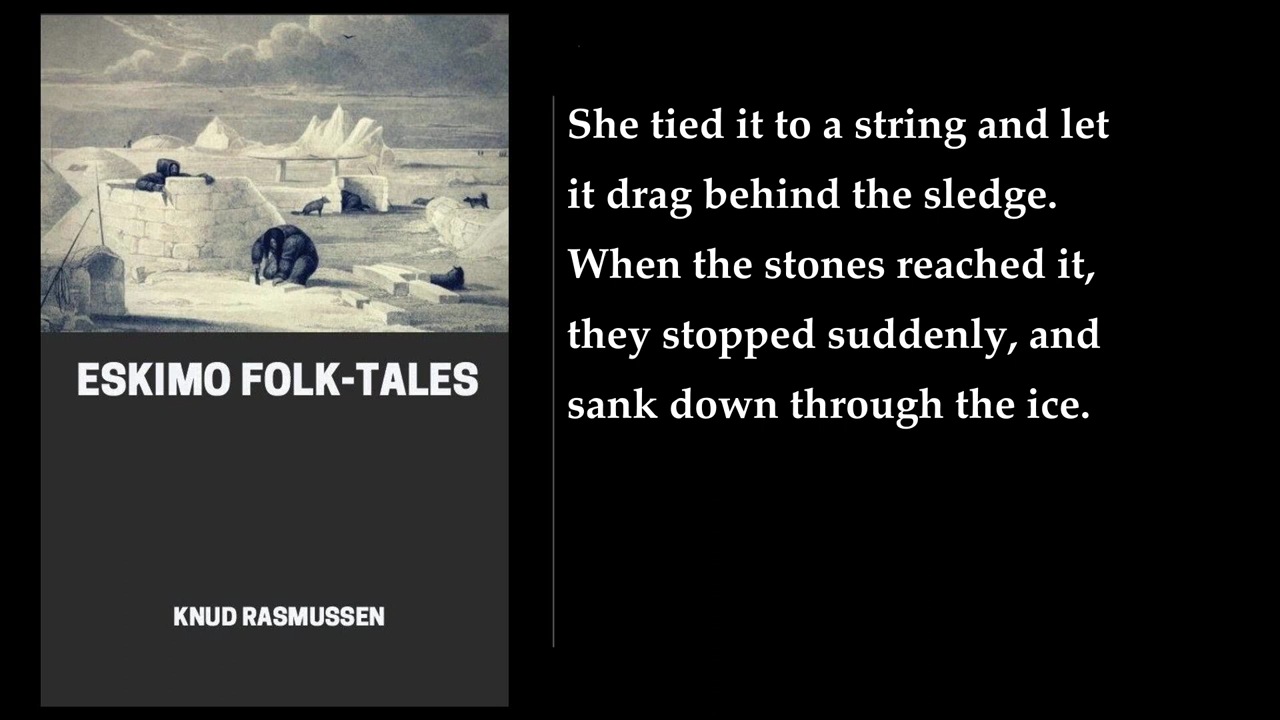 ESKIMO FOLK-TALES
KNUD RASMUSSEN
She tied it to a string and let
it drag behind the sledge.
When the stones reached it,
they stopped suddenly, and
sank down through the ice.